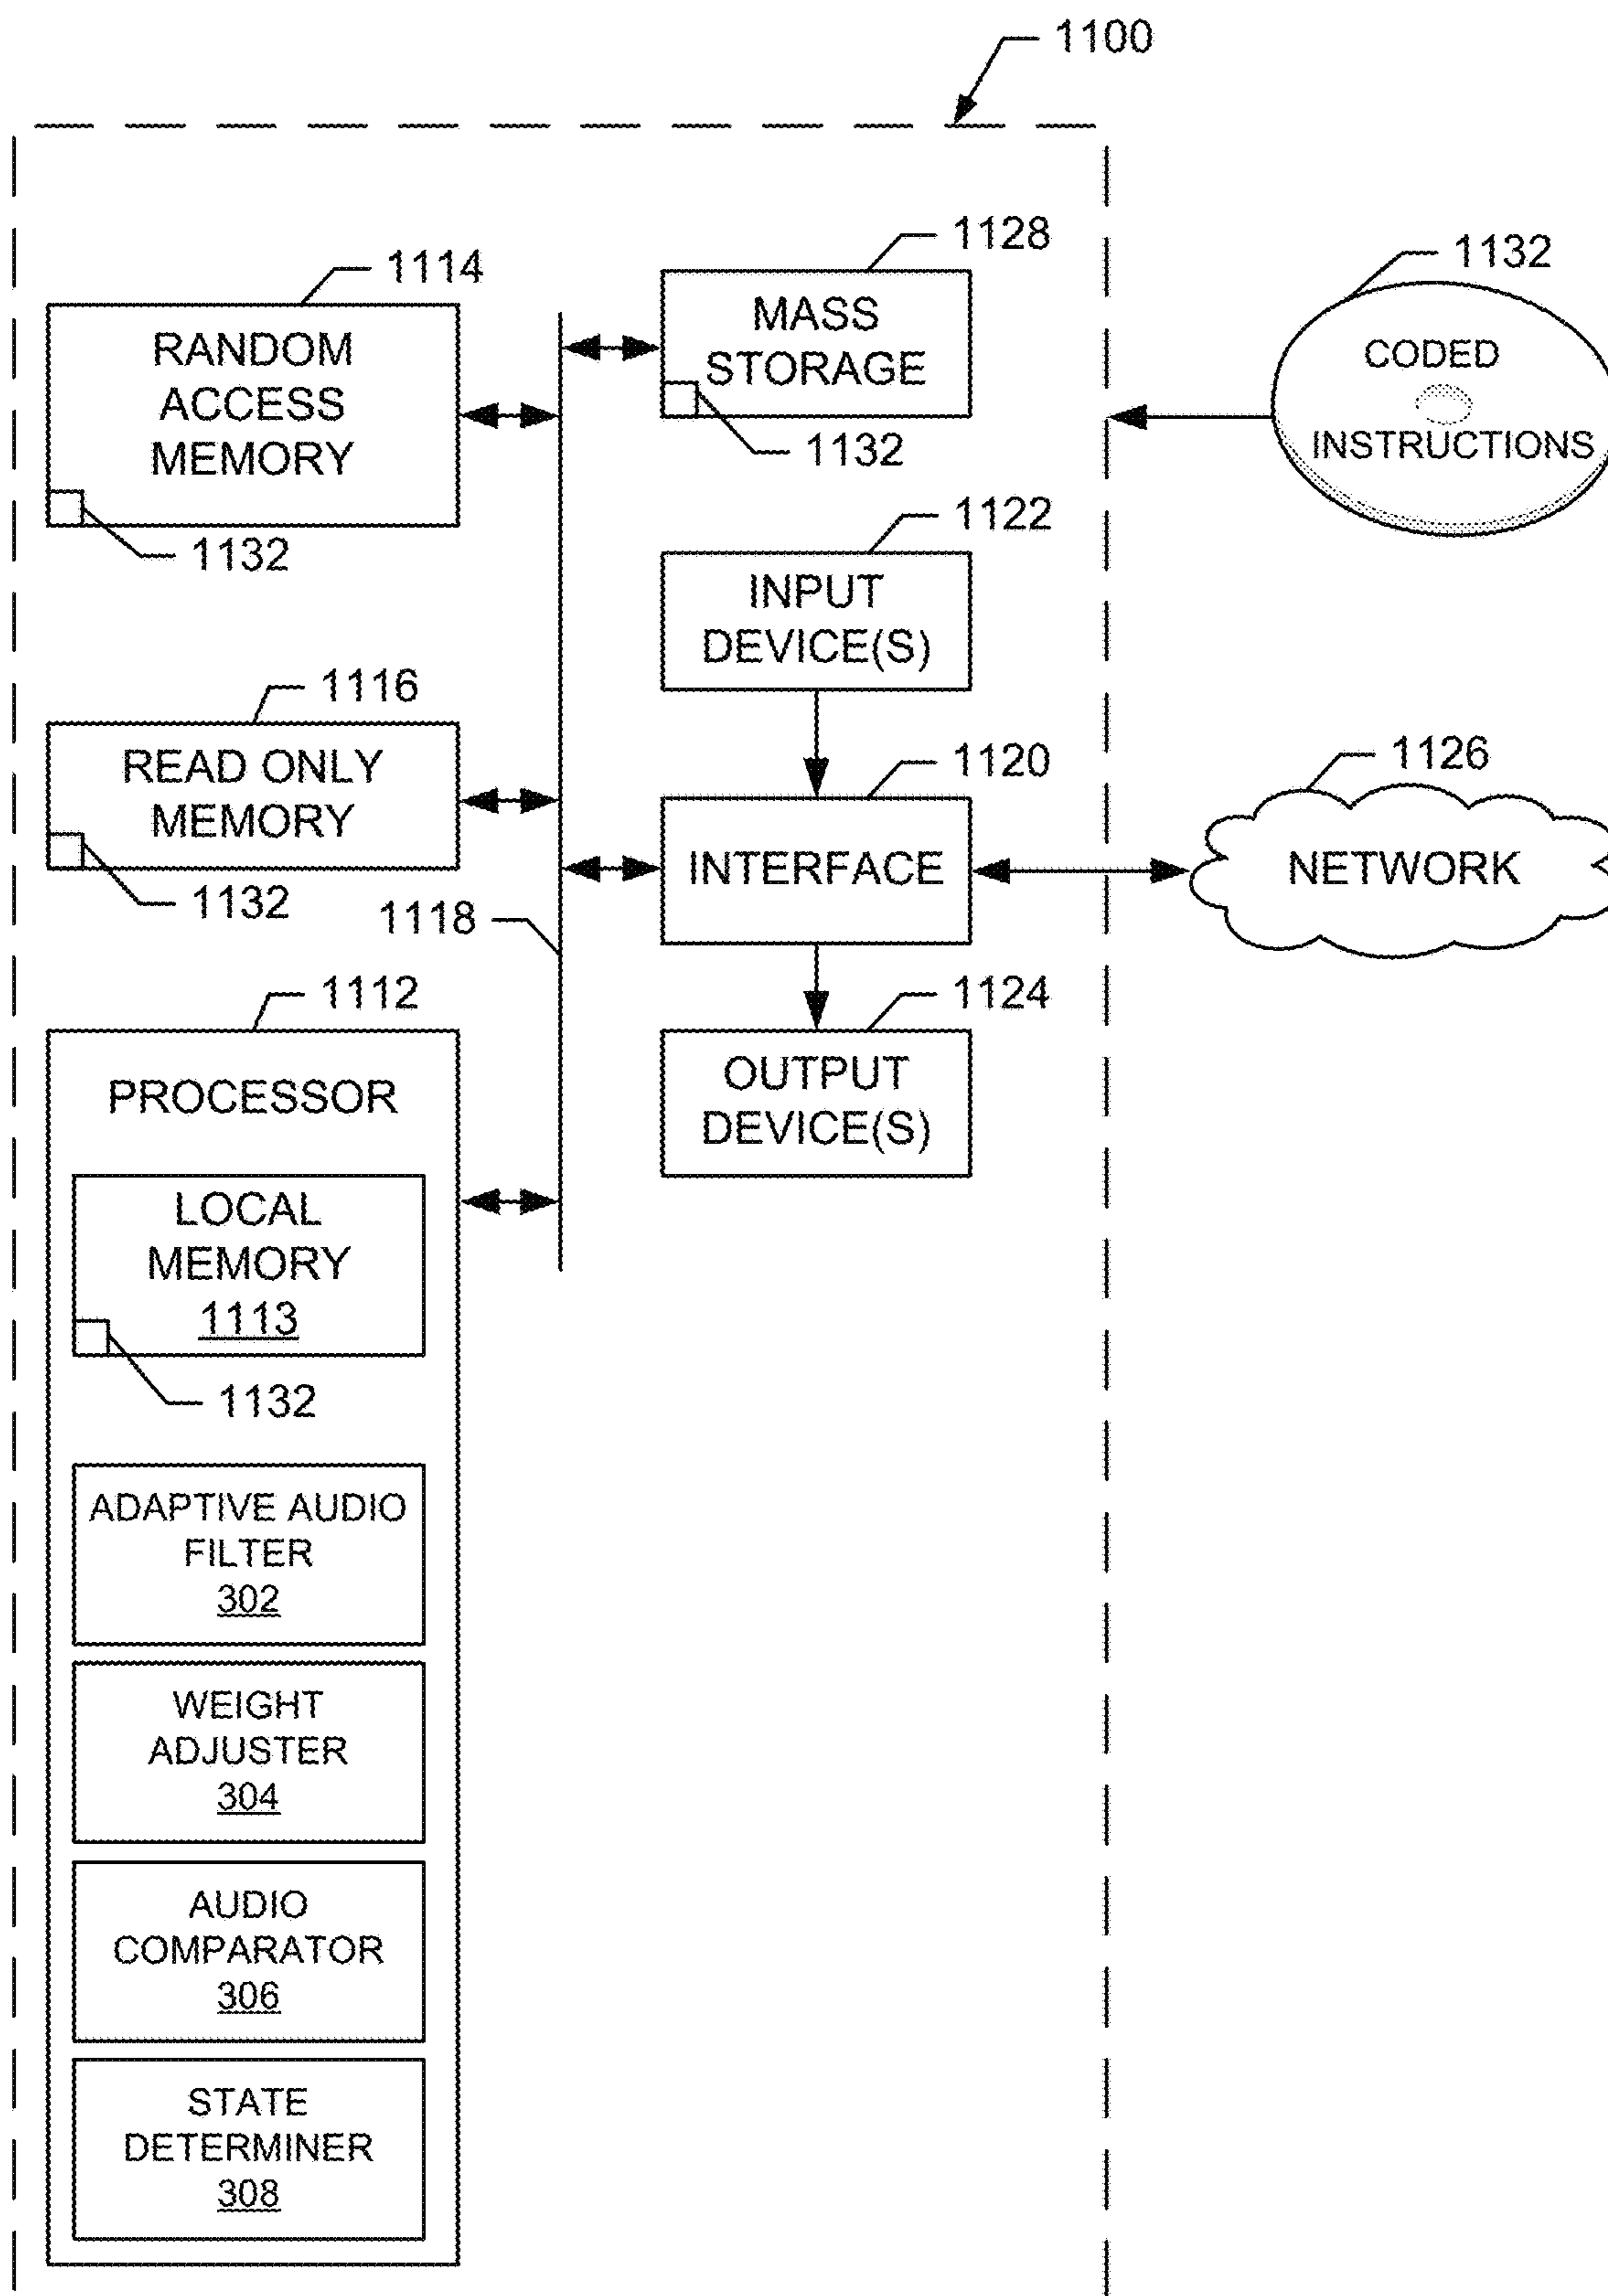 1100
1114
RANDOM
ACCESS
MEMORY
1132
1128
MASS
STORAGE
1132
1132
CODED
INSTRUCTIONS
1122
INPUT
DEVICE(S)
1116
READ ONLY
MEMORY
1132
1118
1120
INTERFACE
1126
NETWORK
1124
OUTPUT
DEVICE(S)
1112
PROCESSOR
LOCAL
MEMORY
1113
1132
ADAPTIVE AUDIO
FILTER
302
WEIGHT
ADJUSTER
304
AUDIO
COMPARATOR
306
STATE
DETERMINER
308